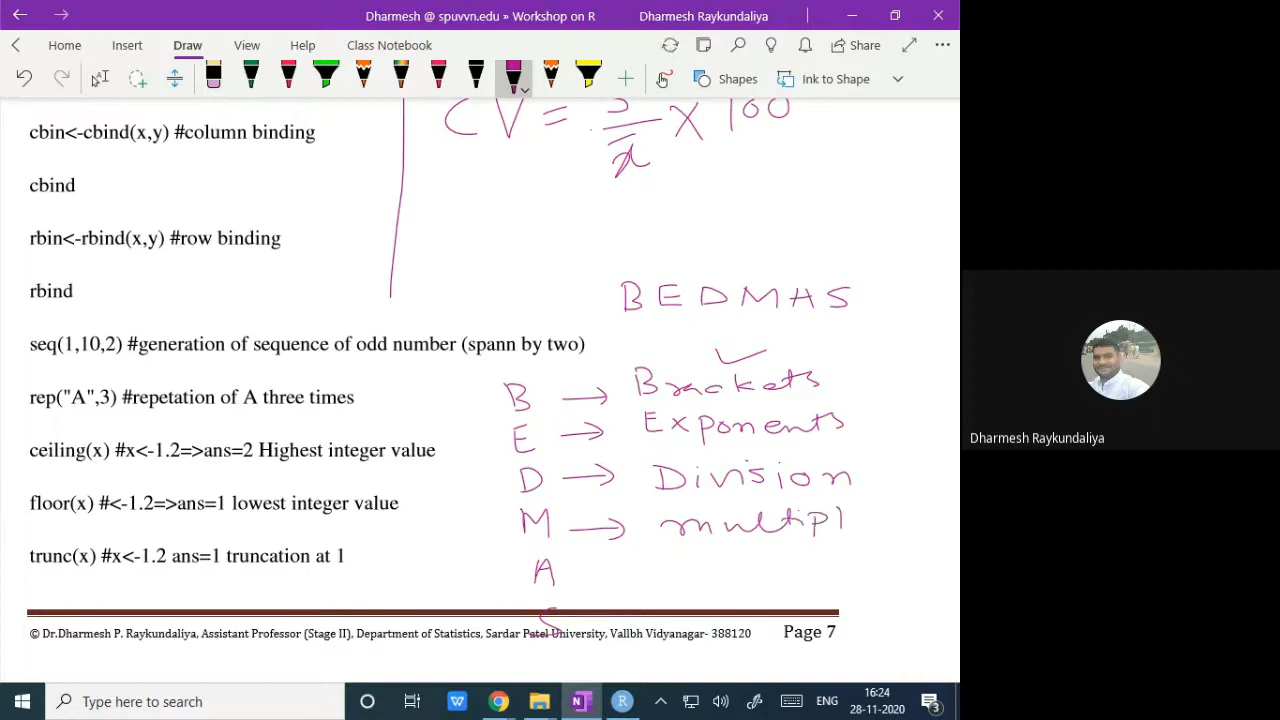 Dharmesh @ spuvvn.edu » Workshop on R
Dharmesh Raykundaliya
Home Insert Draw View Help Class Notebook
Share
Shapes
Ink to Shape
CV = S/x̄ X 100
cbin<-cbind(x,y) #column binding
cbind
rbin<-rbind(x,y) #row binding
rbind
B E D M A S
seq(1,10,2) #generation of sequence of odd number (spann by two)
rep("A",3) #repetation of A three times
ceiling(x) #x<-1.2=>ans=2 Highest integer value
floor(x) #<-1.2=>ans=1 lowest integer value
trunc(x) #x<-1.2 ans=1 truncation at 1
B → Brackets
E → Exponents
D → Division
M → multipl
A
S
© Dr.Dharmesh P. Raykundaliya, Assistant Professor (Stage II), Department of Statistics, Sardar Patel University, Vallbh Vidyanagar- 388120 Page 7
Dharmesh Raykundaliya
Type here to search
ENG
16:24
28-11-2020
3